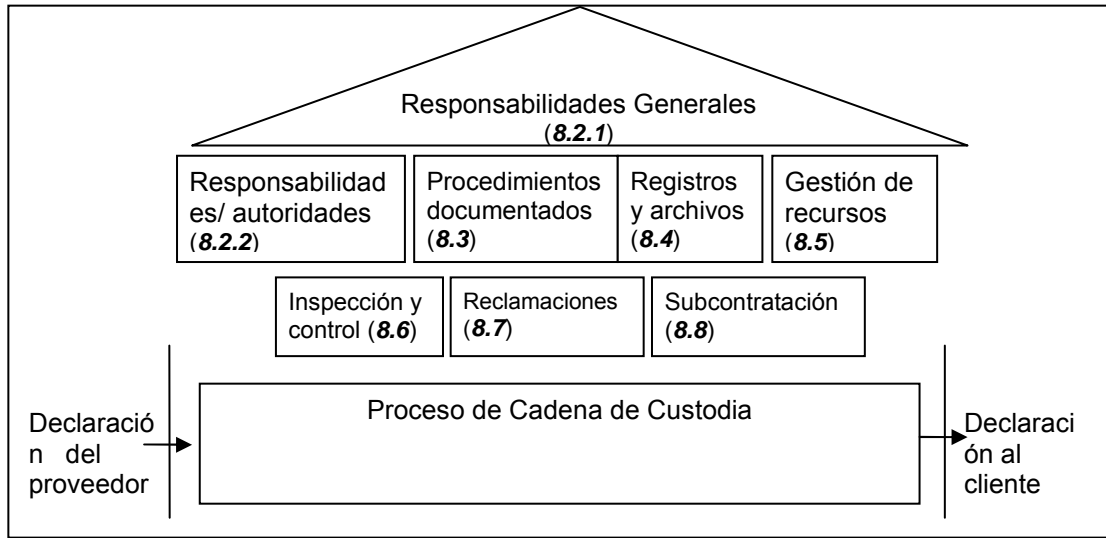 Responsabilidades Generales
(8.2.1)
Responsabilidad
es/ autoridades
(8.2.2)
Procedimientos
documentados
(8.3)
Registros
y archivos
(8.4)
Gestión de
recursos
(8.5)
Inspección y
control (8.6)
Reclamaciones
(8.7)
Subcontratación
(8.8)
Declaració
n del
proveedor
Proceso de Cadena de Custodia
Declaraci
ón al
cliente